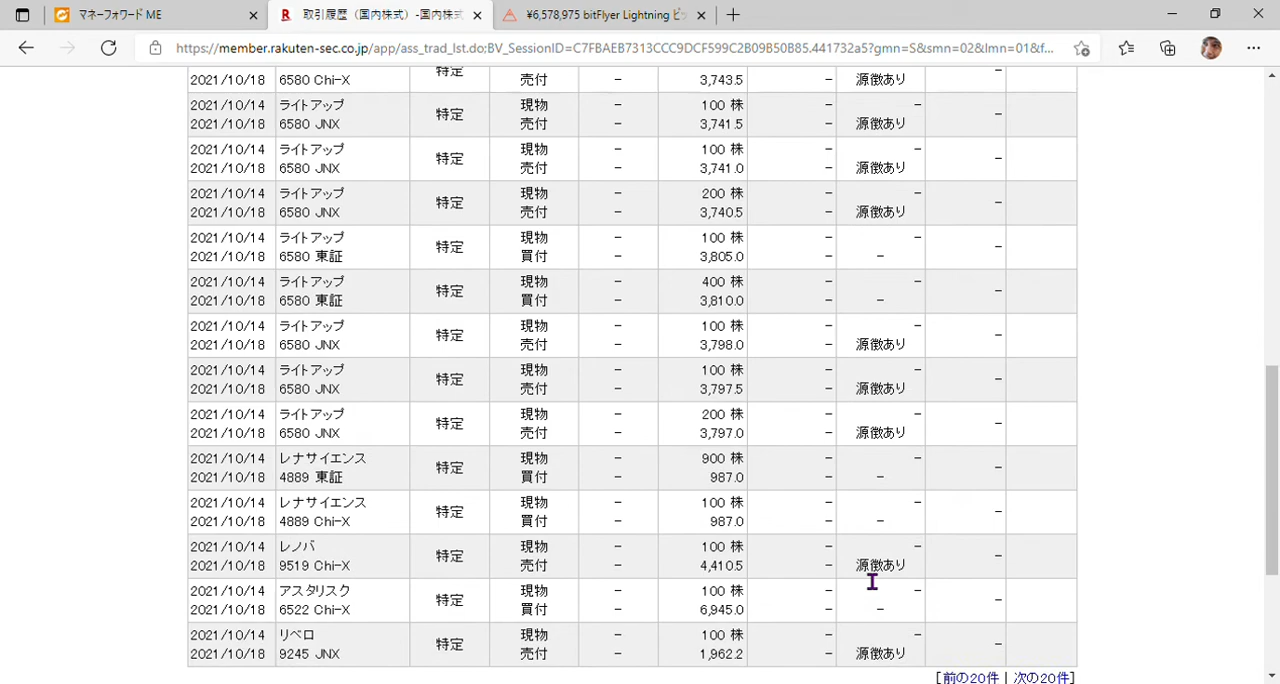 マネーフォワード ME
取引履歴（国内株式）-国内株式
¥6,578,975 bitFlyer Lightning ビッ
https://member.rakuten-sec.co.jp/app/ass_trad_lst.do;BV_SessionID=C7FBAEB7313CCC9DCF599C2B09B50B85.441732a5?gmn=S&smn=02&lmn=01&f...
特定 –
2021/10/18 6590 Chi-X 売付 – 3,743.5 – 源徴あり
2021/10/14 ライトアップ 特定 現物 – 100 株 – – –
2021/10/18 6580 JNX 売付 – 3,741.5 – 源徴あり
2021/10/14 ライトアップ 特定 現物 – 100 株 – – –
2021/10/18 6580 JNX 売付 – 3,741.0 – 源徴あり
2021/10/14 ライトアップ 特定 現物 – 200 株 – – –
2021/10/18 6580 JNX 売付 – 3,740.5 – 源徴あり
2021/10/14 ライトアップ 特定 現物 – 100 株 – – –
2021/10/18 6580 東証 買付 – 3,805.0 – –
2021/10/14 ライトアップ 特定 現物 – 400 株 – – –
2021/10/18 6580 東証 買付 – 3,810.0 – –
2021/10/14 ライトアップ 特定 現物 – 100 株 – – –
2021/10/18 6580 JNX 売付 – 3,798.0 – 源徴あり
2021/10/14 ライトアップ 特定 現物 – 100 株 – – –
2021/10/18 6580 JNX 売付 – 3,797.5 – 源徴あり
2021/10/14 ライトアップ 特定 現物 – 200 株 – – –
2021/10/18 6580 JNX 売付 – 3,797.0 – 源徴あり
2021/10/14 レナサイエンス 特定 現物 – 900 株 – – –
2021/10/18 4889 東証 買付 – 987.0 – –
2021/10/14 レナサイエンス 特定 現物 – 100 株 – – –
2021/10/18 4889 Chi-X 買付 – 987.0 – –
2021/10/14 レノバ 特定 現物 – 100 株 – – –
2021/10/18 9519 Chi-X 売付 – 4,410.5 – 源徴あり
2021/10/14 アスタリスク 特定 現物 – 100 株 – – –
2021/10/18 6522 Chi-X 買付 – 6,945.0 – –
2021/10/14 リベロ 特定 現物 – 100 株 – – –
2021/10/18 9245 JNX 売付 – 1,962.2 – 源徴あり
[前の20件 | 次の20件]